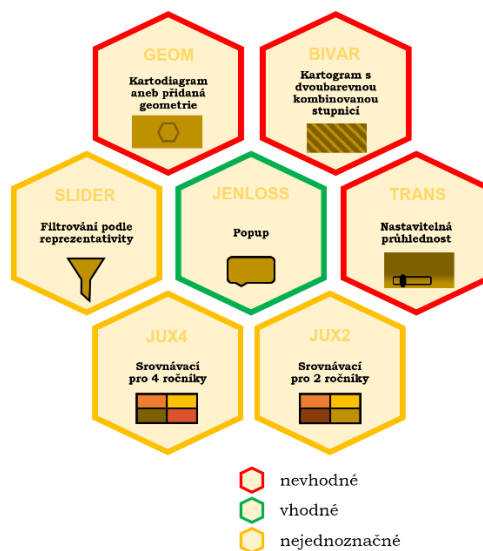 GEOM
Kartodiagram
aneb přidaná
geometrie
BIVAR
Kartogram s
dvoubarevnou
kombinovanou
stupnicí
SLIDER
Filtrování podle
reprezentativity
JENLOSS
Popup
TRANS
Nastavitelná
průhlednost
JUX4
Srovnávací
pro 4 ročníky
JUX2
Srovnávací
pro 2 ročníky
nevhodné
vhodné
nejednoznačné